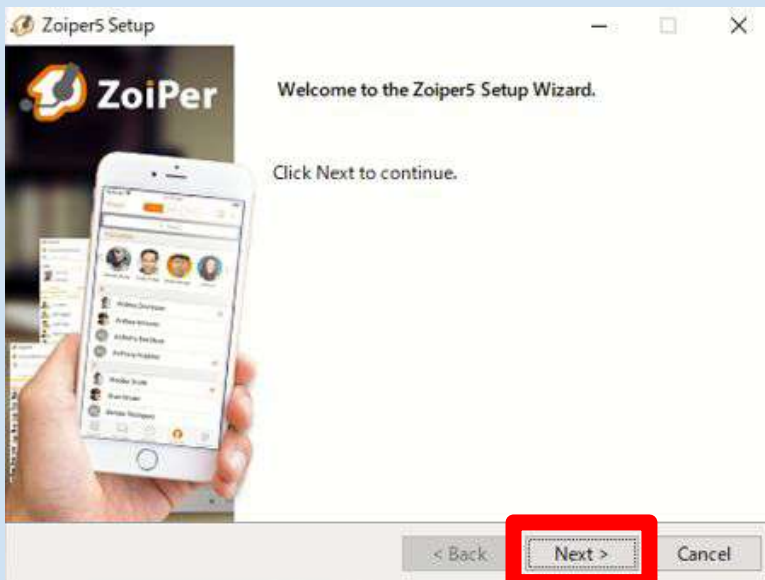 Zoiper5 Setup
ZoiPer
Welcome to the Zoiper5 Setup Wizard.
Click Next to continue.
< Back
Next >
Cancel